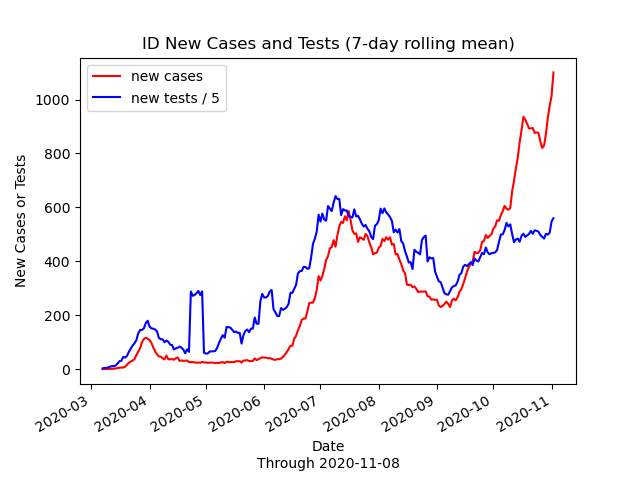 ID New Cases and Tests (7-day rolling mean)
new cases
new tests / 5
New Cases or Tests
1000
800
600
400
200
0
2020-03
2020-04
2020-05
2020-06
2020-07
2020-08
2020-09
2020-10
2020-11
Date
Through 2020-11-08